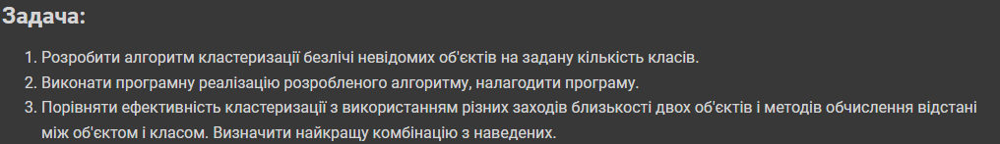 Задача:
1. Розробити алгоритм кластеризації безлічі невідомих об'єктів на задану кількість класів.
2. Виконати програмну реалізацію розробленого алгоритму, налагодити програму.
3. Порівняти ефективність кластеризації з використанням різних заходів близькості двох об'єктів і методів обчислення відстані
між об'єктом і класом. Визначити найкращу комбінацію з наведених.